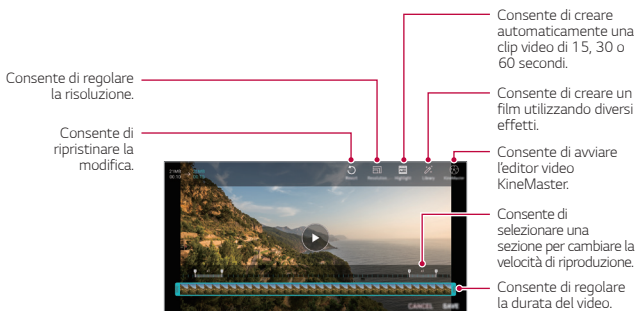 Consente di creare
automaticamente una
clip video di 15, 30 o
60 secondi.
Consente di regolare
la risoluzione.
Consente di creare un
film utilizzando diversi
effetti.
Consente di
ripristinare la
modifica.
Consente di avviare
l'editor video
KineMaster.
Consente di
selezionare una
sezione per cambiare la
velocità di riproduzione.
Consente di regolare
la durata del video.
Resolution
Highlight
Library
KineMaster
CANCEL SAVE